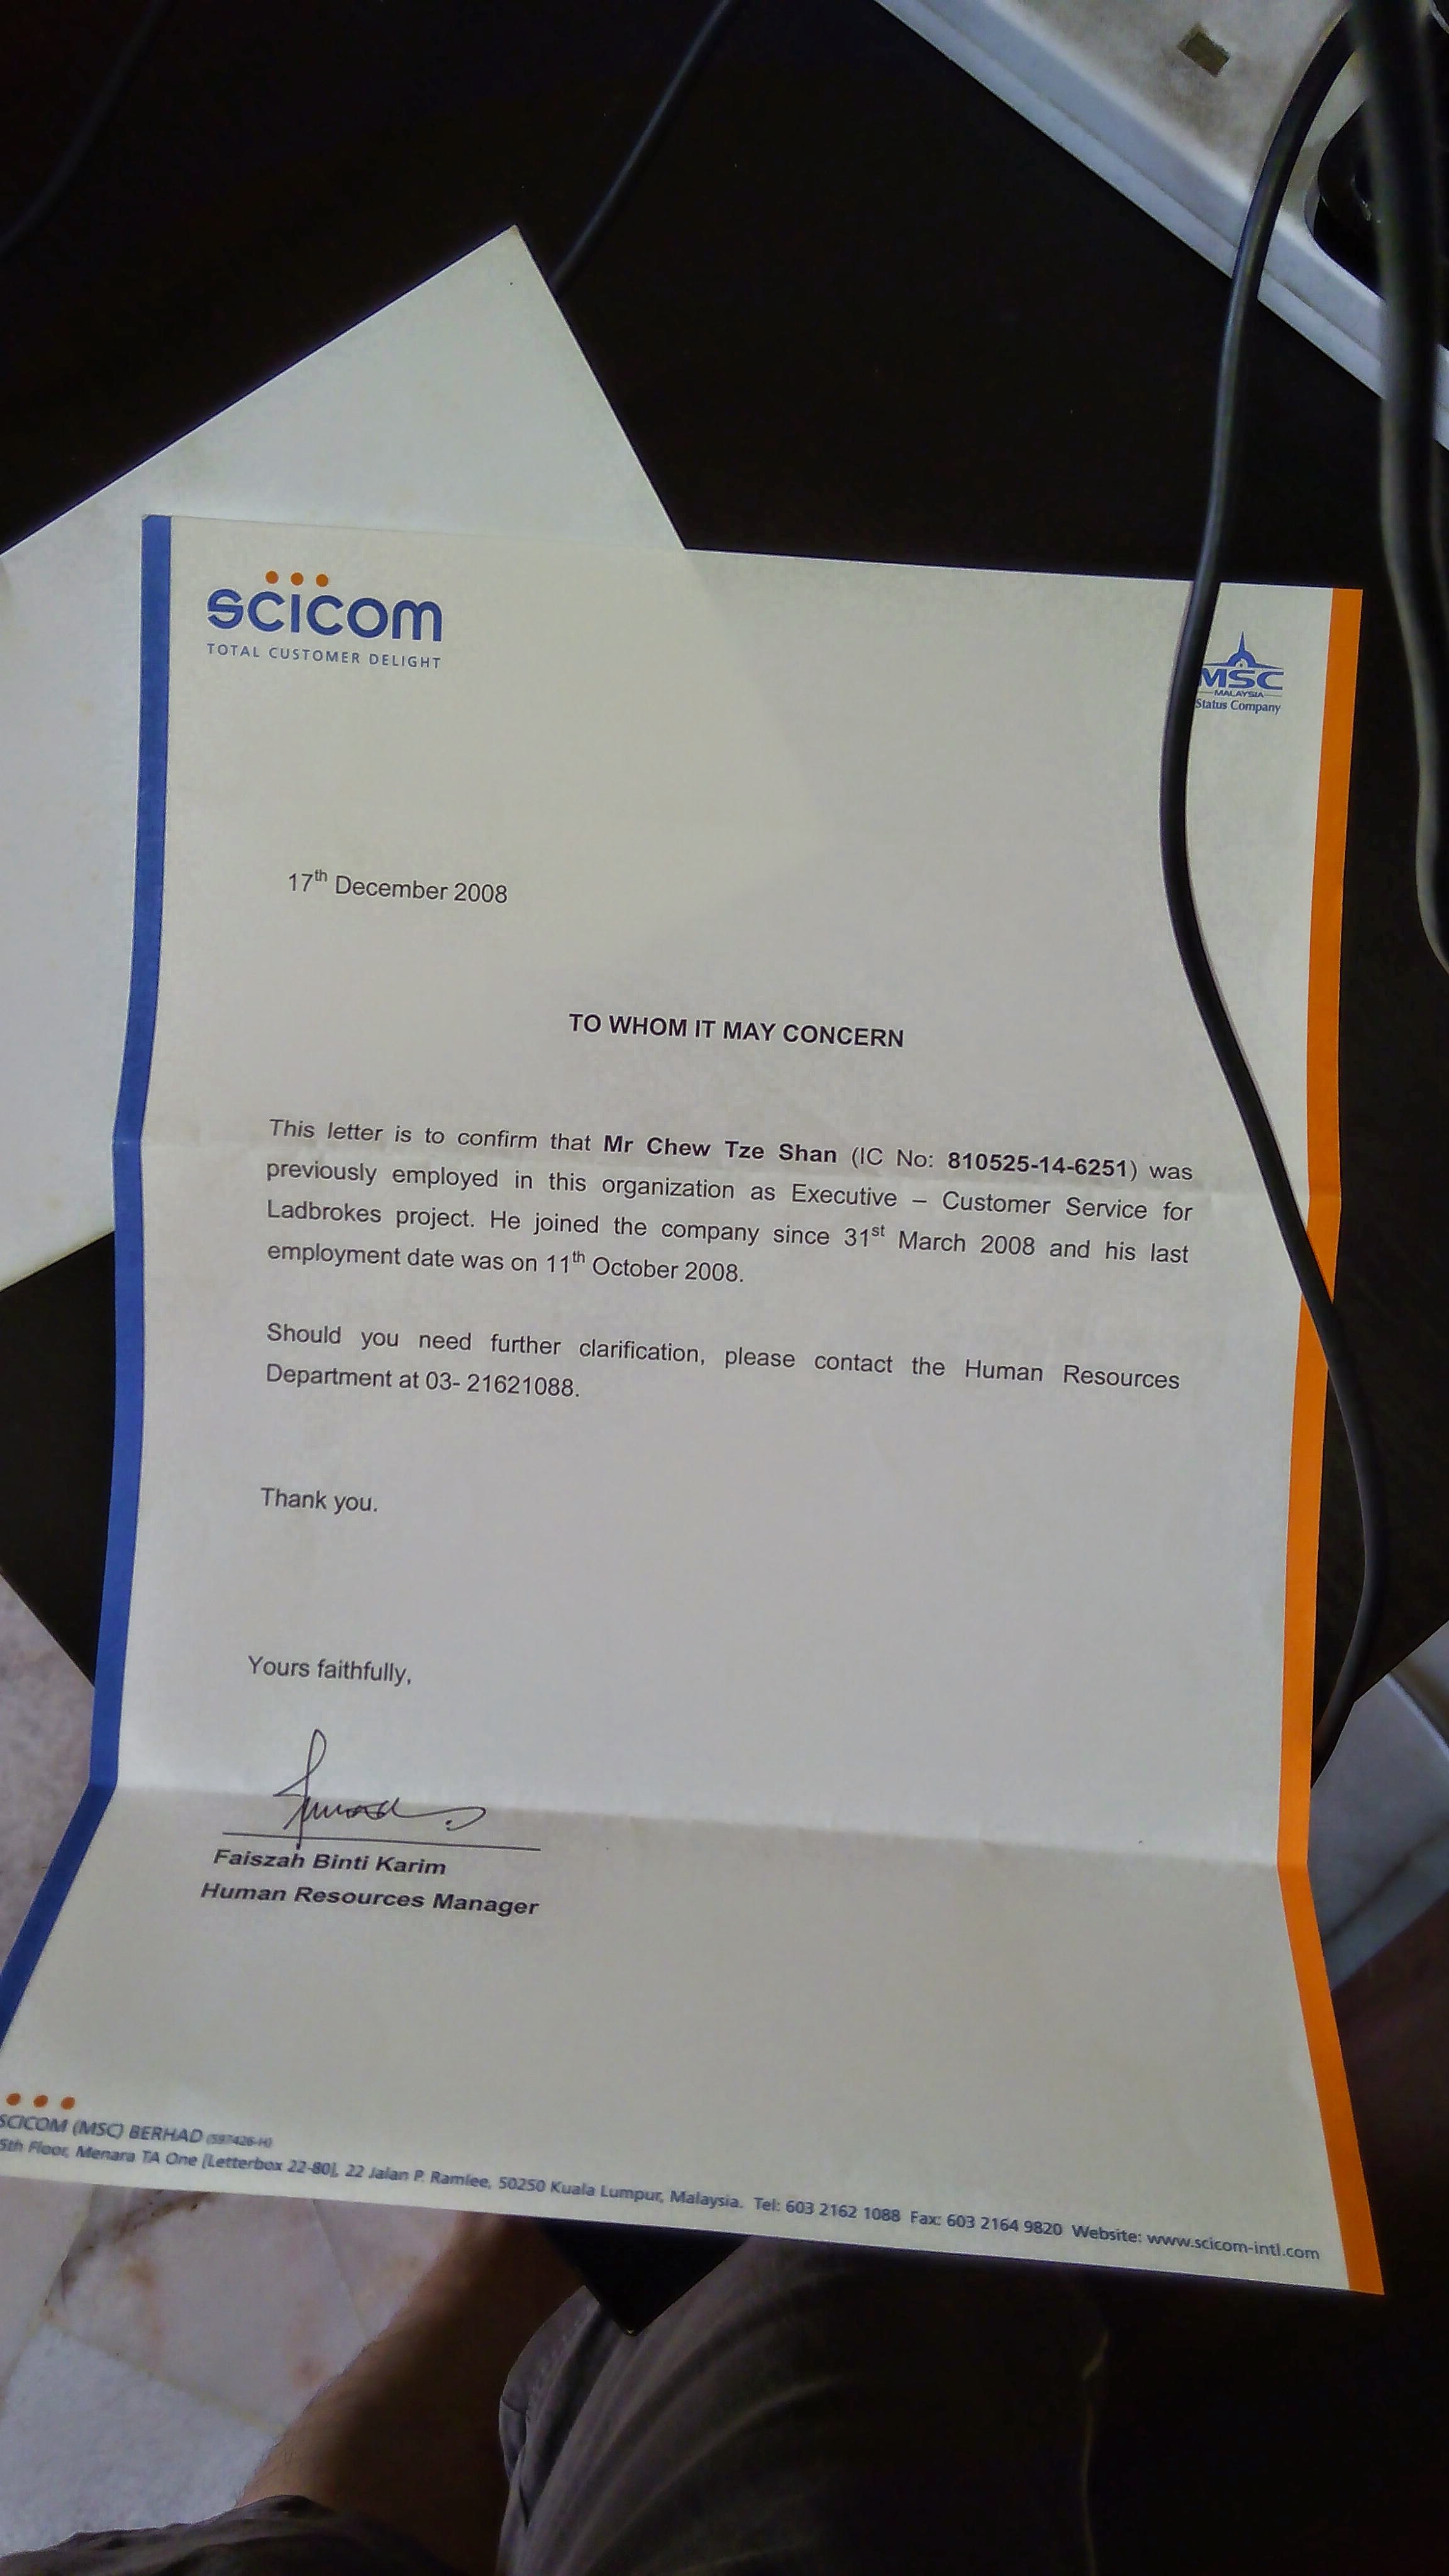 scicom
TOTAL CUSTOMER DELIGHT
MSC
MALAYSIA
Status Company
17th December 2008
TO WHOM IT MAY CONCERN
This letter is to confirm that Mr Chew Tze Shan (IC No: 810525-14-6251) was
previously employed in this organization as Executive – Customer Service for
Ladbrokes project. He joined the company since 31st March 2008 and his last
employment date was on 11th October 2008.
Should you need further clarification, please contact the Human Resources
Department at 03- 21621088.
Thank you.
Yours faithfully,
Faiszah Binti Karim
Human Resources Manager
SCICOM (MSC) BERHAD (597426-H)
5th Floor, Menara TA One [Letterbox 22-80], 22 Jalan P. Ramlee, 50250 Kuala Lumpur, Malaysia. Tel: 603 2162 1088 Fax: 603 2164 9820 Website: www.scicom-intl.com